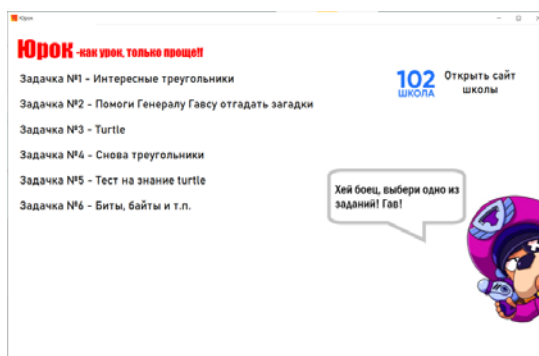 Юрок
Юрок -как урок, только проще!!
Задачка №1 - Интересные треугольники
102
ШКОЛА
Открыть сайт
школы
Задачка №2 - Помоги Генералу Гавсу отгадать загадки
Задачка №3 - Turtle
Задачка №4 - Снова треугольники
Задачка №5 - Тест на знание turtle
Задачка №6 - Биты, байты и т.п.
Хей боец, выбери одно из
заданий! Гав!